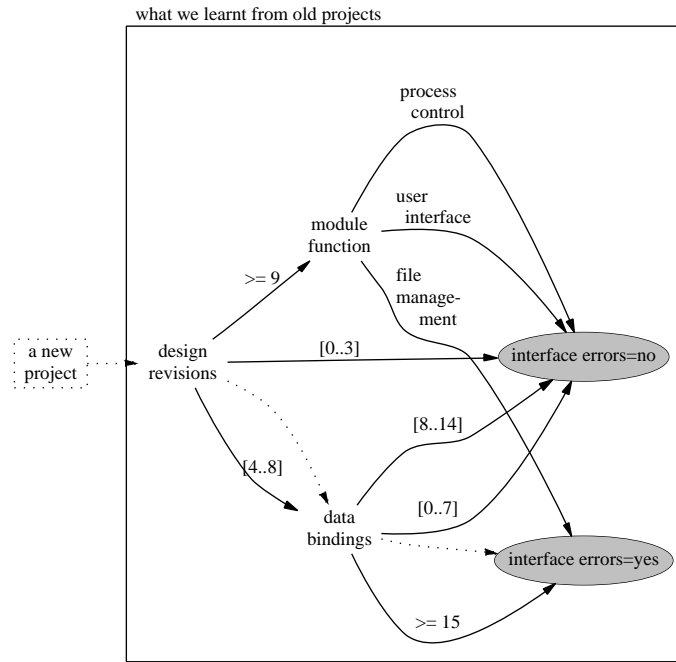 what we learnt from old projects
process
control
user
interface
module
function
>= 9
file
manage-
ment
a new
project
design
revisions
[0..3]
interface errors=no
[8..14]
[4..8]
[0..7]
data
bindings
interface errors=yes
>= 15